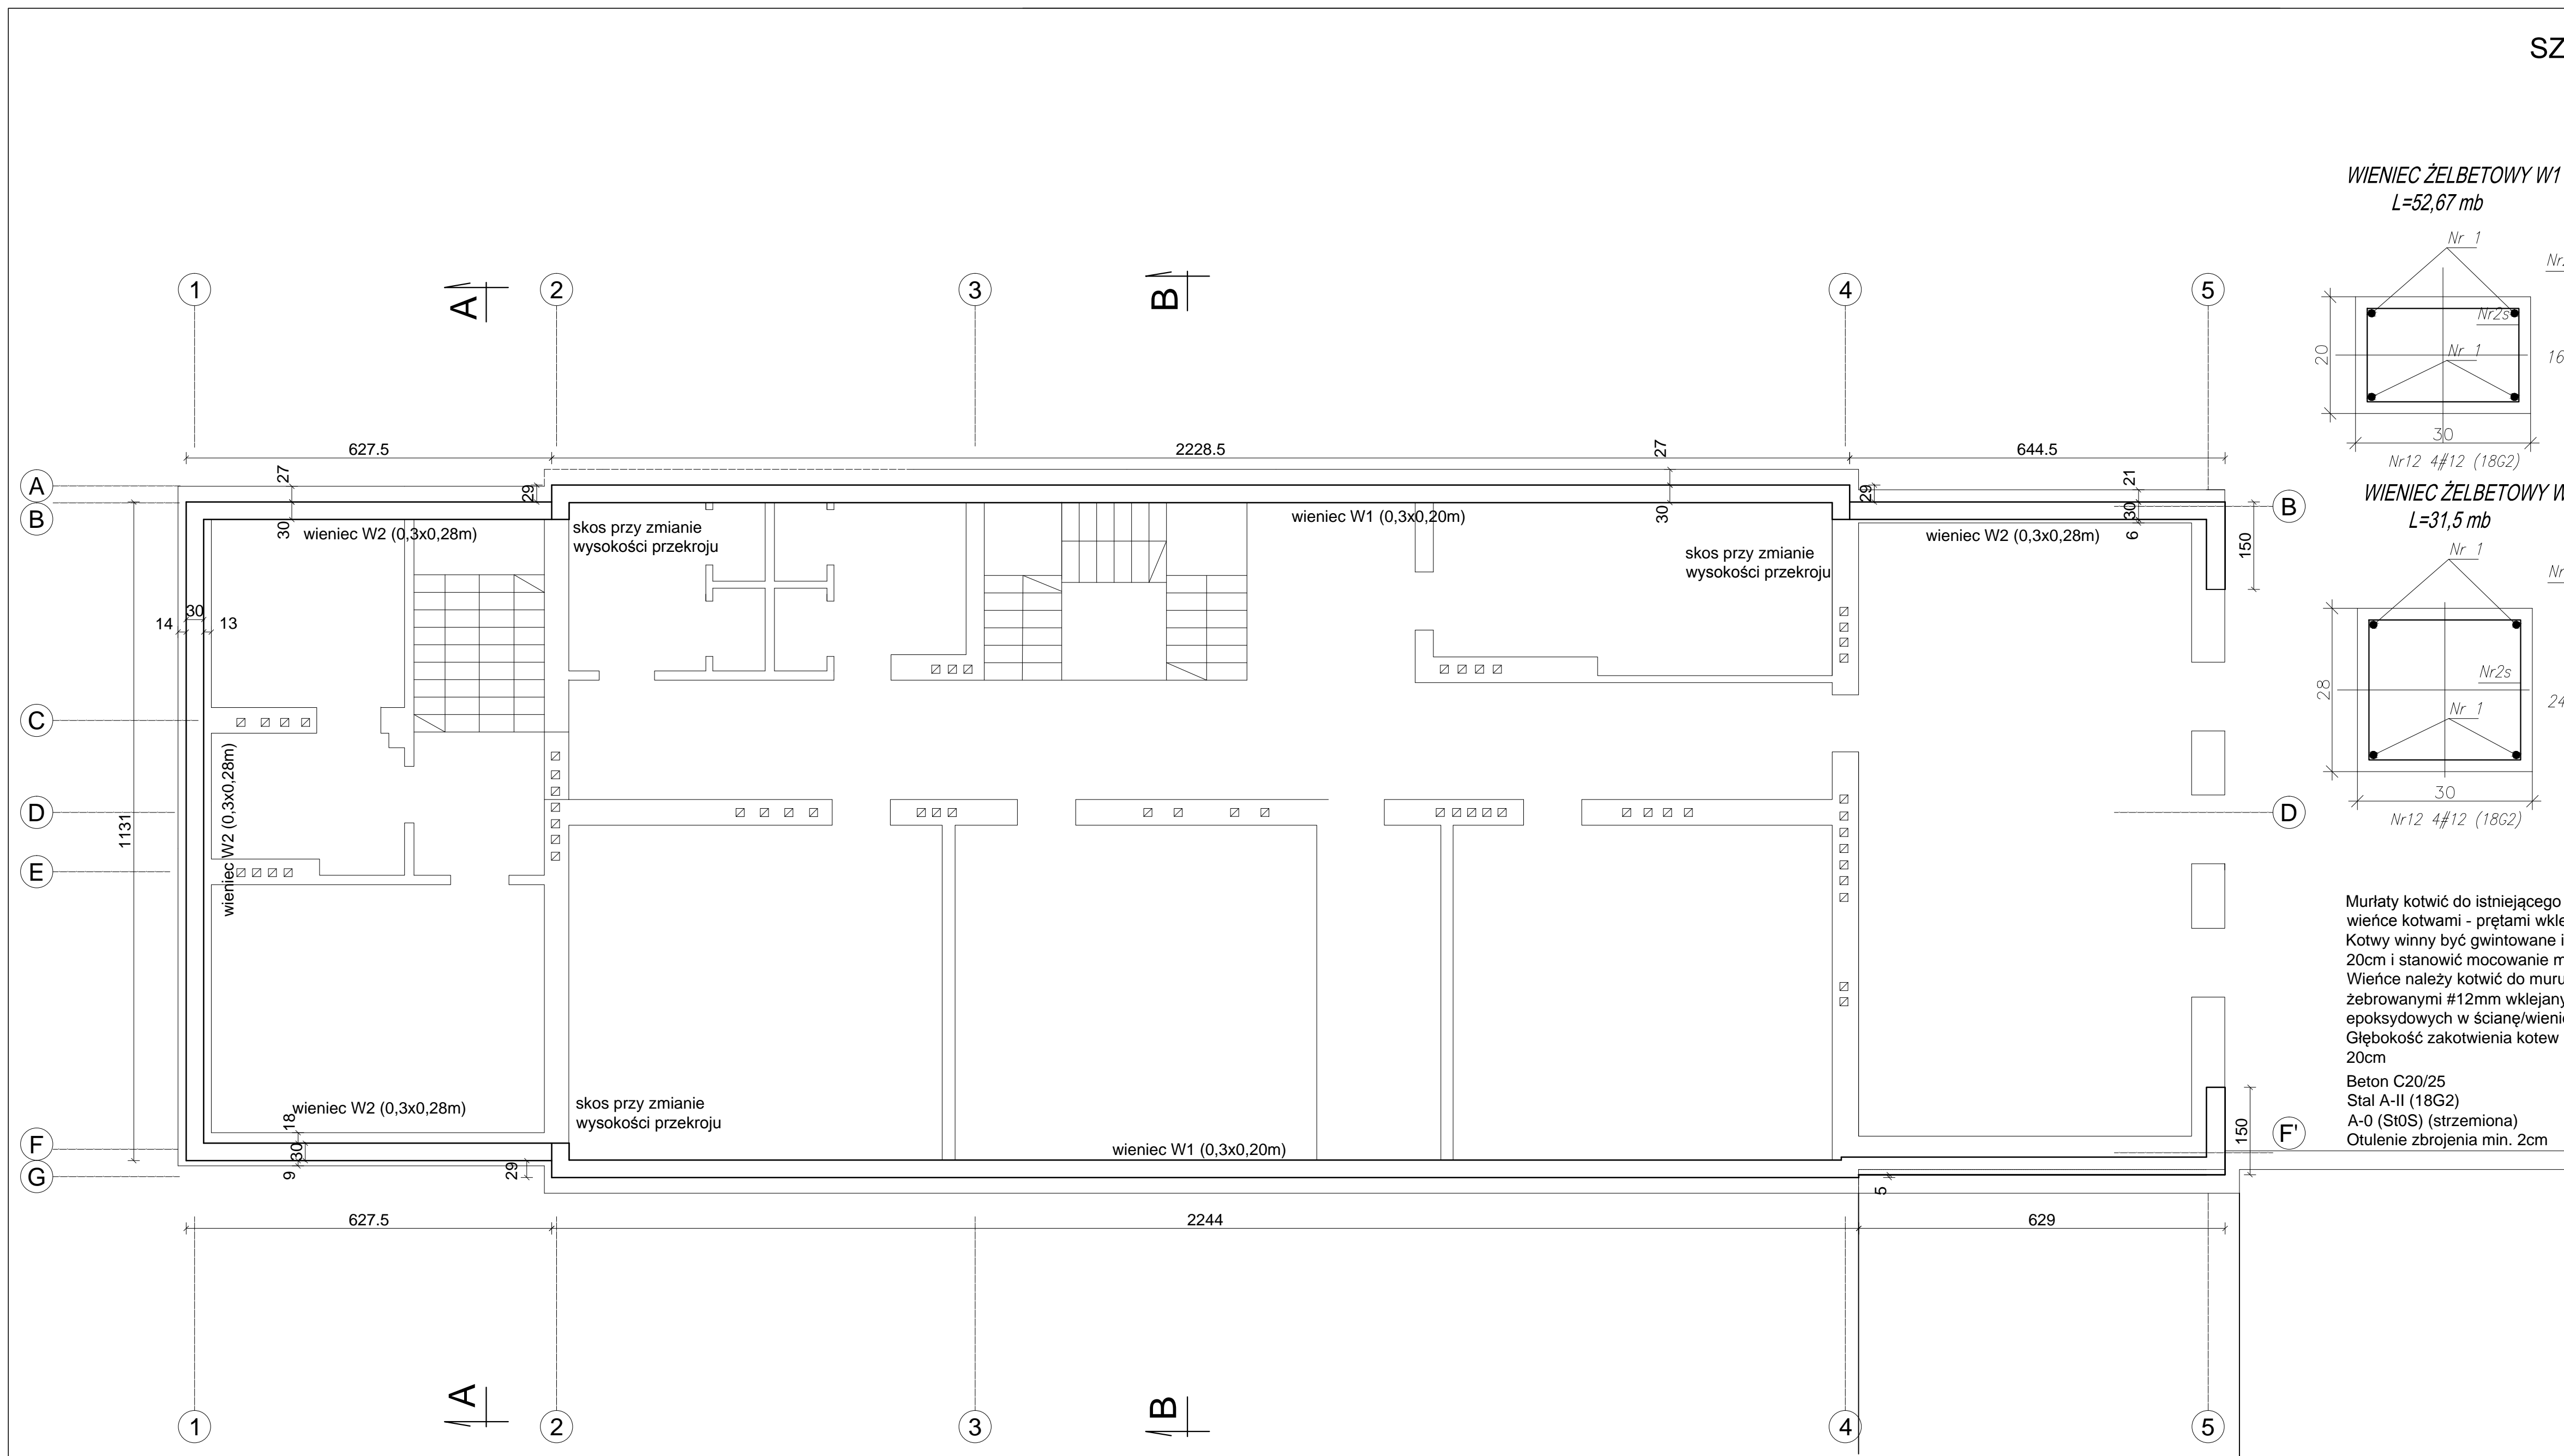 SZ
WIENIEC ŻELBETOWY W1
L=52,67 mb
Nr 1
Nr2s
Nr 1
20
16
30
Nr12 4#12 (18G2)
WIENIEC ŻELBETOWY W
L=31,5 mb
Nr 1
Nr
Nr2s
Nr 1
28
24
30
Nr12 4#12 (18G2)
Murłaty kotwić do istniejącego
wieńce kotwami - prętami wkle
Kotwy winny być gwintowane i
20cm i stanowić mocowanie m
Wieńce należy kotwić do muru
żebrowanymi #12mm wklejany
epoksydowych w ścianę/wienie
Głębokość zakotwienia kotew
20cm
Beton C20/25
Stal A-II (18G2)
A-0 (St0S) (strzemiona)
Otulenie zbrojenia min. 2cm
1
A
2
3
B
4
5
627.5
2228.5
644.5
A
B
C
D
E
F
G
B
D
F'
27
29
30
27
30
29
21
30
6
150
wieniec W2 (0,3x0,28m)
skos przy zmianie
wysokości przekroju
wieniec W1 (0,3x0,20m)
skos przy zmianie
wysokości przekroju
wieniec W2 (0,3x0,28m)
14
30
13
1131
wieniec W2 (0,3x0,28m)
wieniec W2 (0,3x0,28m)
18
30
9
29
skos przy zmianie
wysokości przekroju
wieniec W1 (0,3x0,20m)
5
150
627.5
2244
629
1
A
2
3
B
4
5